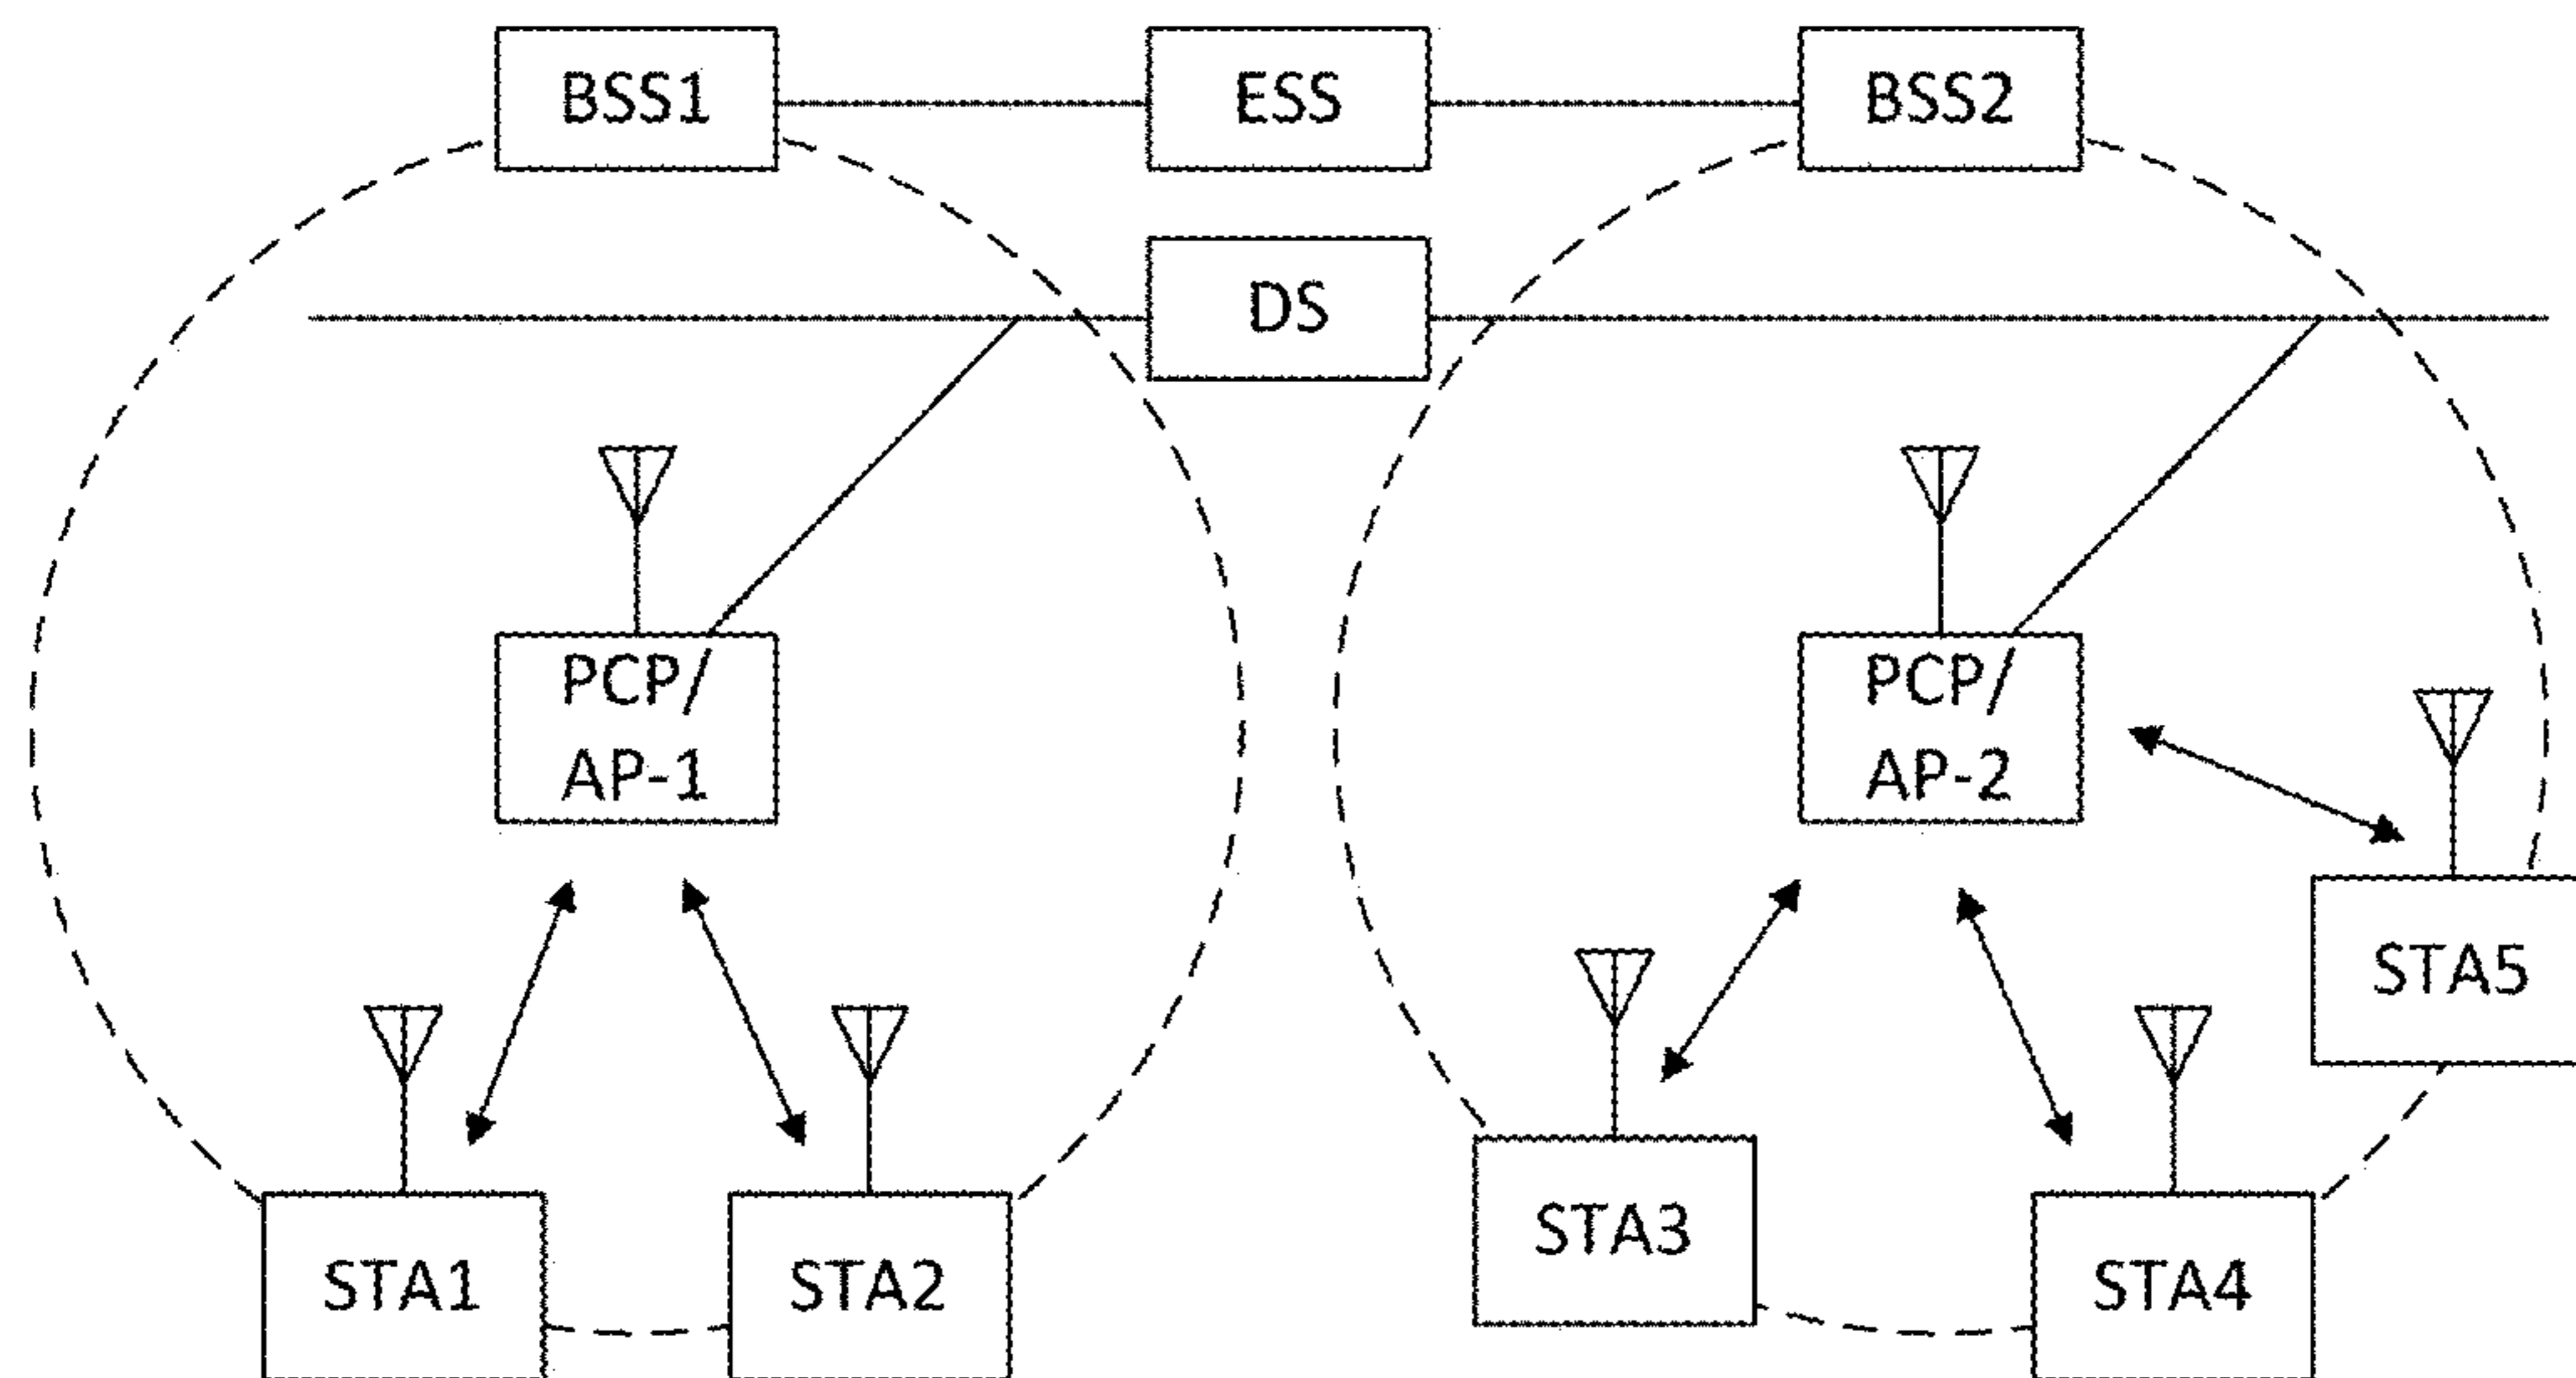 BSS1
ESS
BSS2
DS
PCP/
AP-1
PCP/
AP-2
STA5
STA3
STA1
STA2
STA4